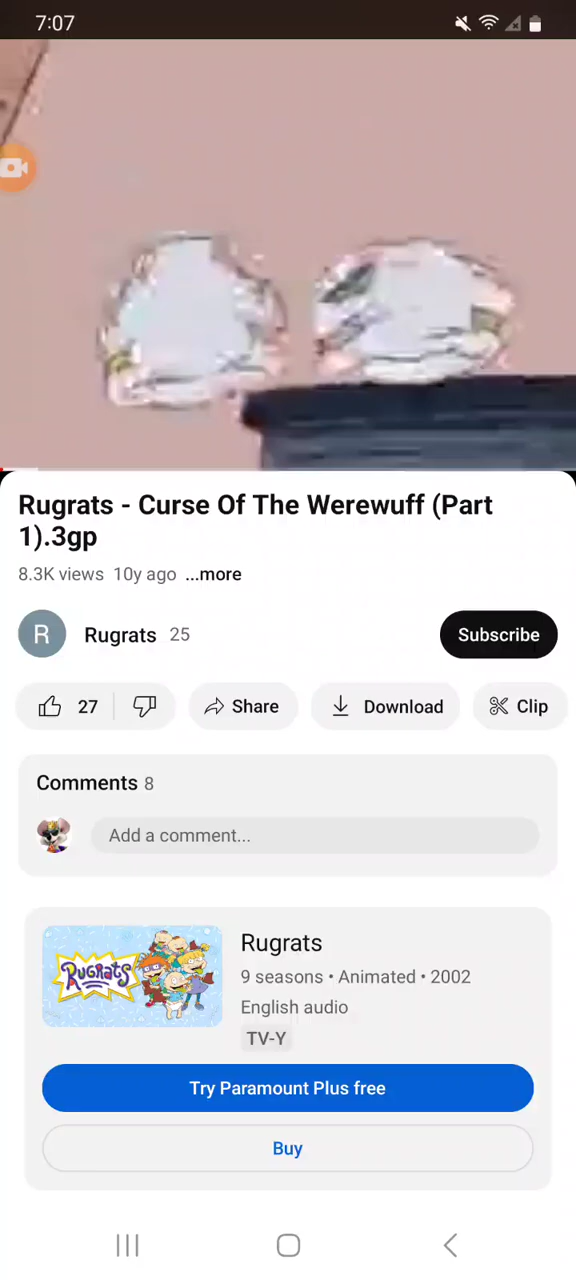 7:07
Rugrats - Curse Of The Werewuff (Part
1).3gp
8.3K views 10y ago ...more
R
Rugrats 25
Subscribe
27
Share
Download
Clip
Comments 8
Add a comment...
RUGRATS
Rugrats
9 seasons • Animated • 2002
English audio
TV-Y
Try Paramount Plus free
Buy